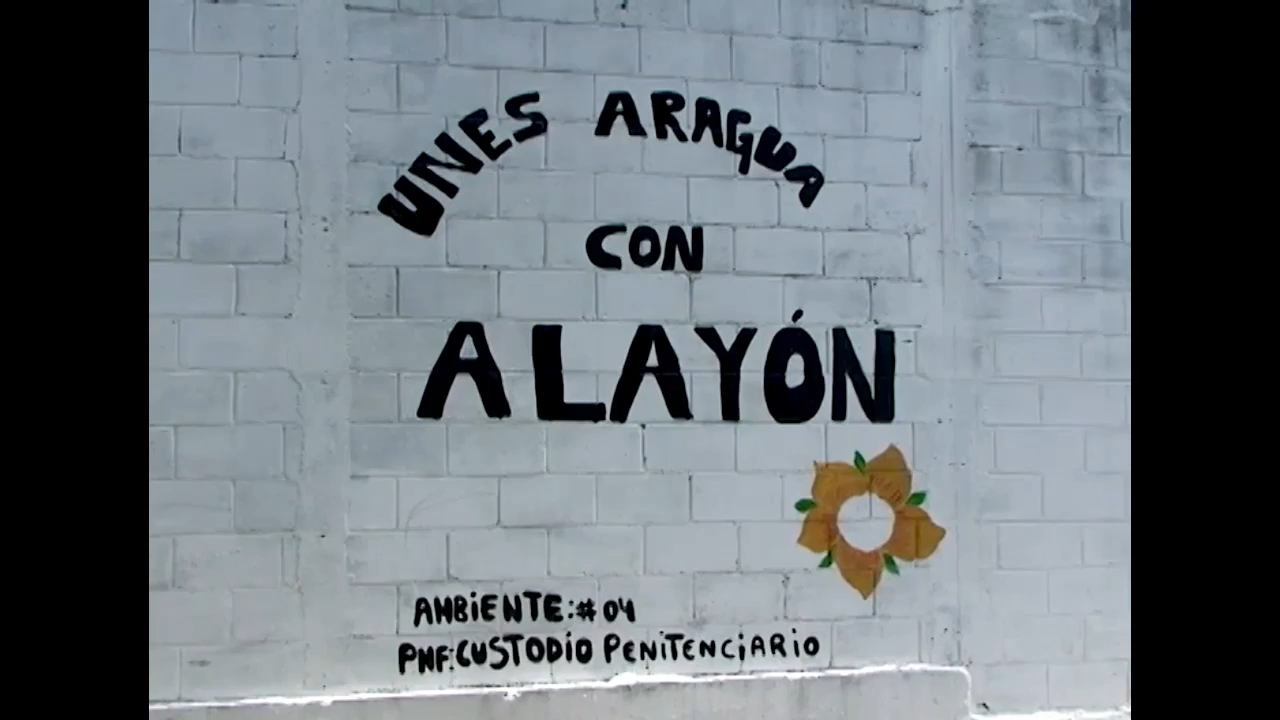 UNES ARAGUA
CON
ALAYÓN
AMBIENTE:# 04
PNF:CUSTODIO PENITENCIARIO